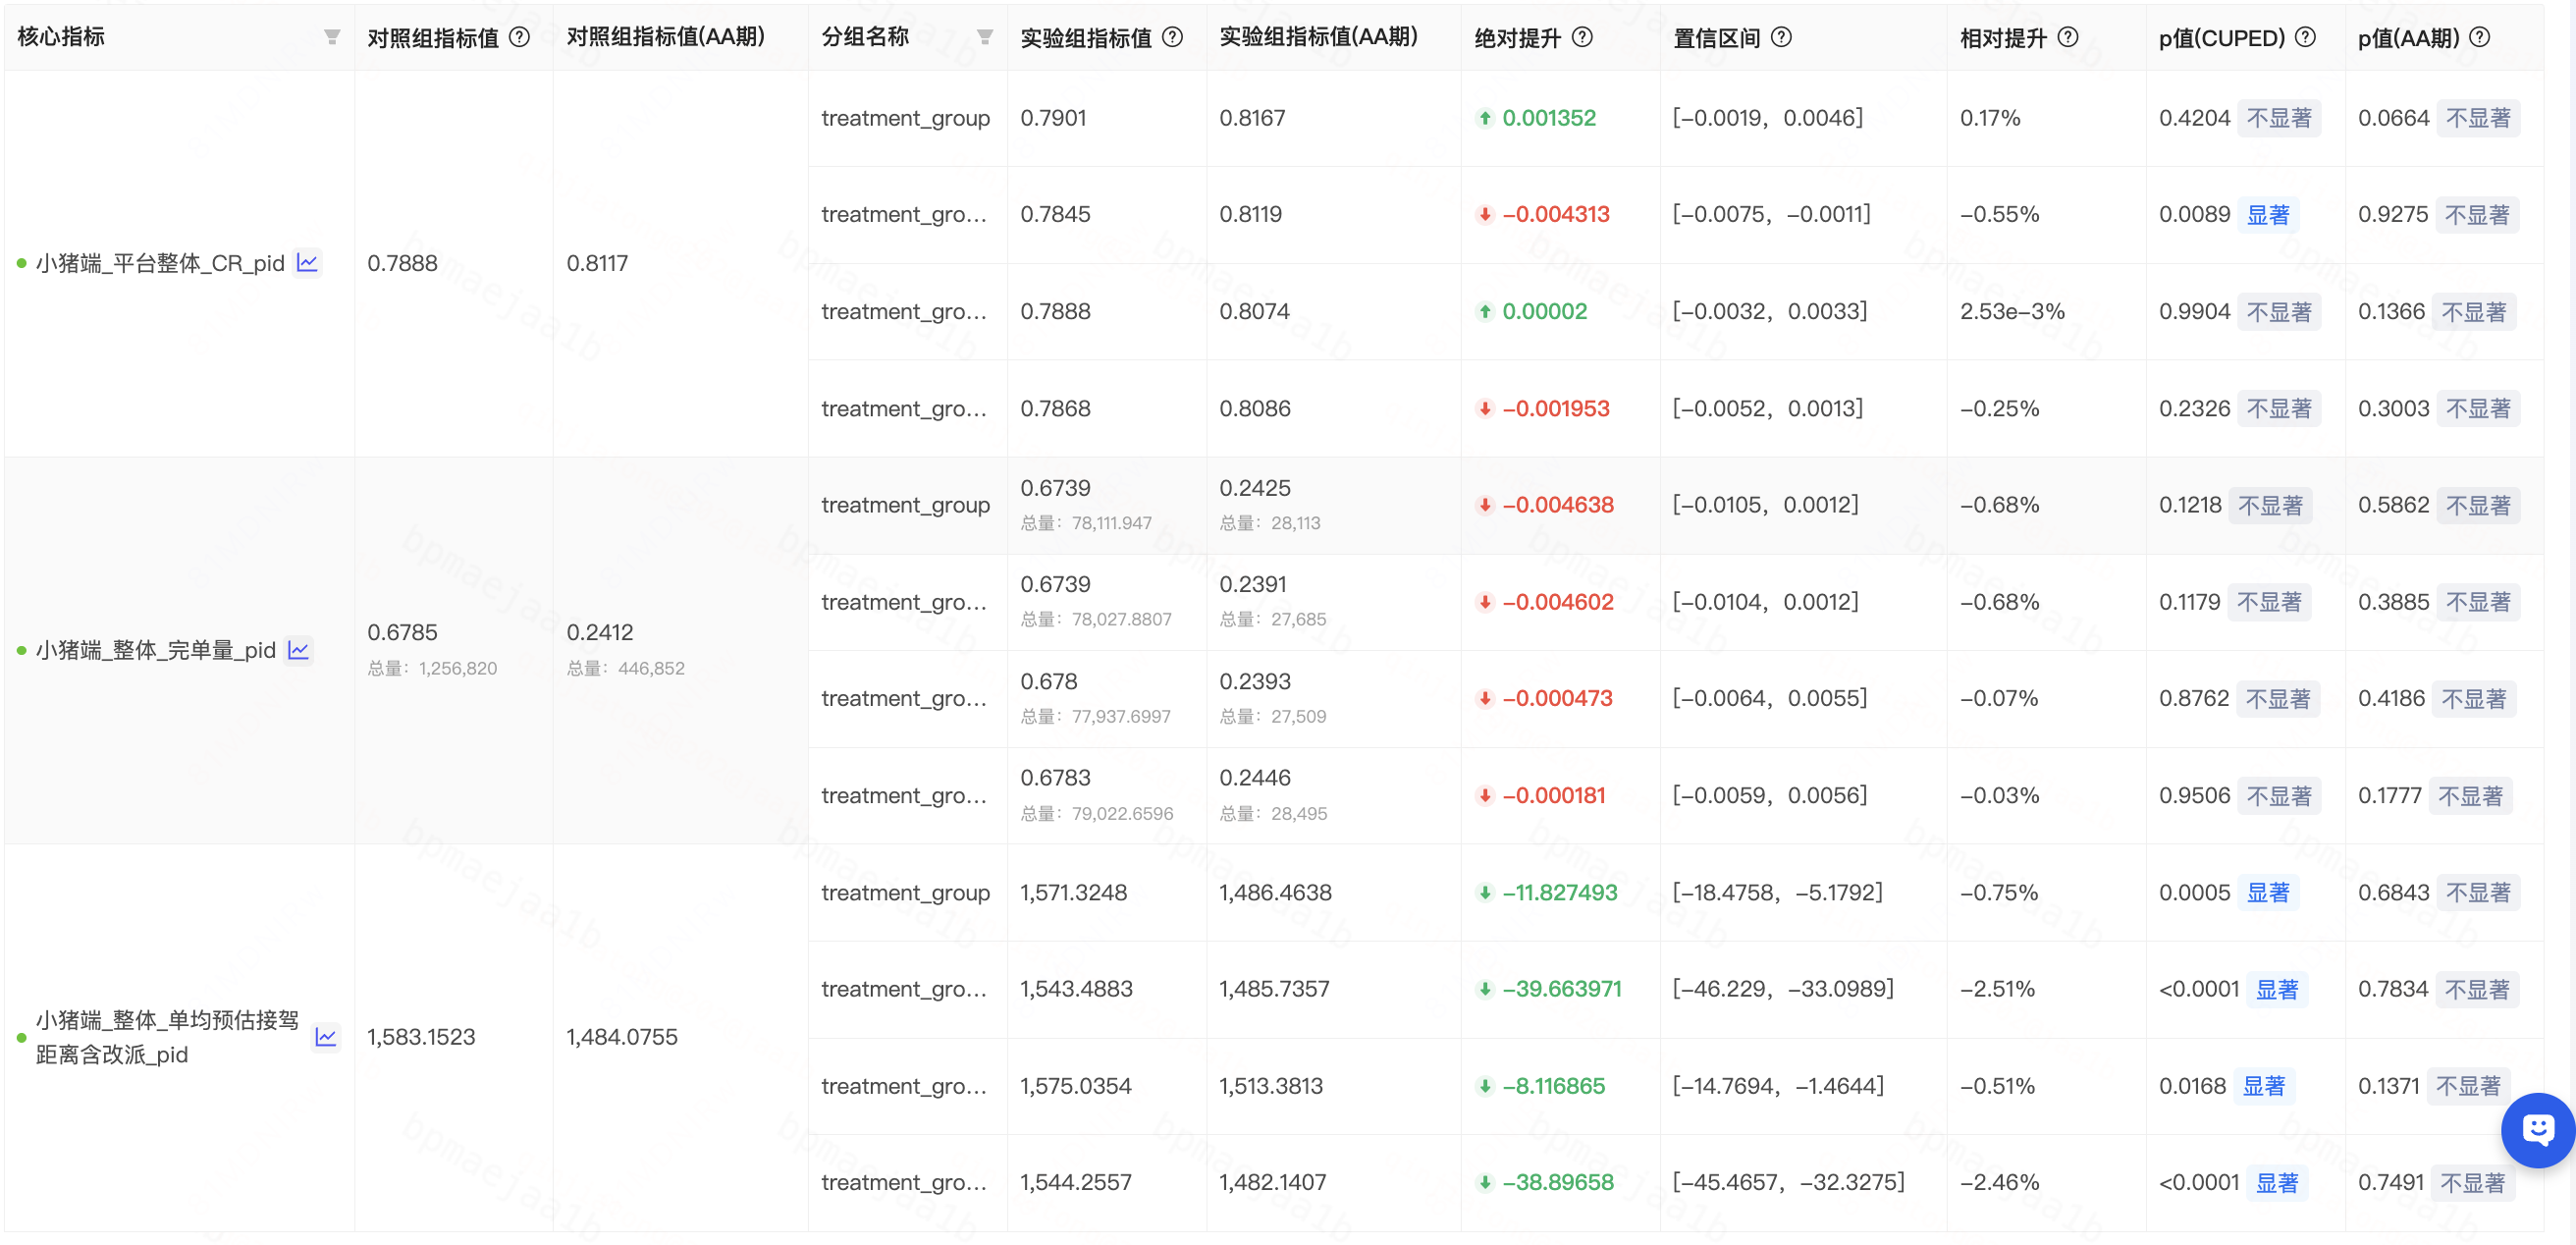 核心指标 对照组指标值 对照组指标值(AA期) 分组名称 实验组指标值 实验组指标值(AA期) 绝对提升 置信区间 相对提升 p值(CUPED) p值(AA期)
小猪端_平台整体_CR_pid 0.7888 0.8117
treatment_group 0.7901 0.8167 0.001352 [-0.0019, 0.0046] 0.17% 0.4204 不显著 0.0664 不显著
treatment_gro... 0.7845 0.8119 -0.004313 [-0.0075, -0.0011] -0.55% 0.0089 显著 0.9275 不显著
treatment_gro... 0.7888 0.8074 0.00002 [-0.0032, 0.0033] 2.53e-3% 0.9904 不显著 0.1366 不显著
treatment_gro... 0.7868 0.8086 -0.001953 [-0.0052, 0.0013] -0.25% 0.2326 不显著 0.3003 不显著
小猪端_整体_完单量_pid 0.6785 0.2412
总量: 1,256,820 总量: 446,852
treatment_group 0.6739 0.2425 -0.004638 [-0.0105, 0.0012] -0.68% 0.1218 不显著 0.5862 不显著
总量: 78,111.947 总量: 28,113
treatment_gro... 0.6739 0.2391 -0.004602 [-0.0104, 0.0012] -0.68% 0.1179 不显著 0.3885 不显著
总量: 78,027.8807 总量: 27,685
treatment_gro... 0.678 0.2393 -0.000473 [-0.0064, 0.0055] -0.07% 0.8762 不显著 0.4186 不显著
总量: 77,937.6997 总量: 27,509
treatment_gro... 0.6783 0.2446 -0.000181 [-0.0059, 0.0056] -0.03% 0.9506 不显著 0.1777 不显著
总量: 79,022.6596 总量: 28,495
小猪端_整体_单均预估接驾
距离含改派_pid 1,583.1523 1,484.0755
treatment_group 1,571.3248 1,486.4638 -11.827493 [-18.4758, -5.1792] -0.75% 0.0005 显著 0.6843 不显著
treatment_gro... 1,543.4883 1,485.7357 -39.663971 [-46.229, -33.0989] -2.51% <0.0001 显著 0.7834 不显著
treatment_gro... 1,575.0354 1,513.3813 -8.116865 [-14.7694, -1.4644] -0.51% 0.0168 显著 0.1371 不显著
treatment_gro... 1,544.2557 1,482.1407 -38.89658 [-45.4657, -32.3275] -2.46% <0.0001 显著 0.7491 不显著
bpmaejaa1b